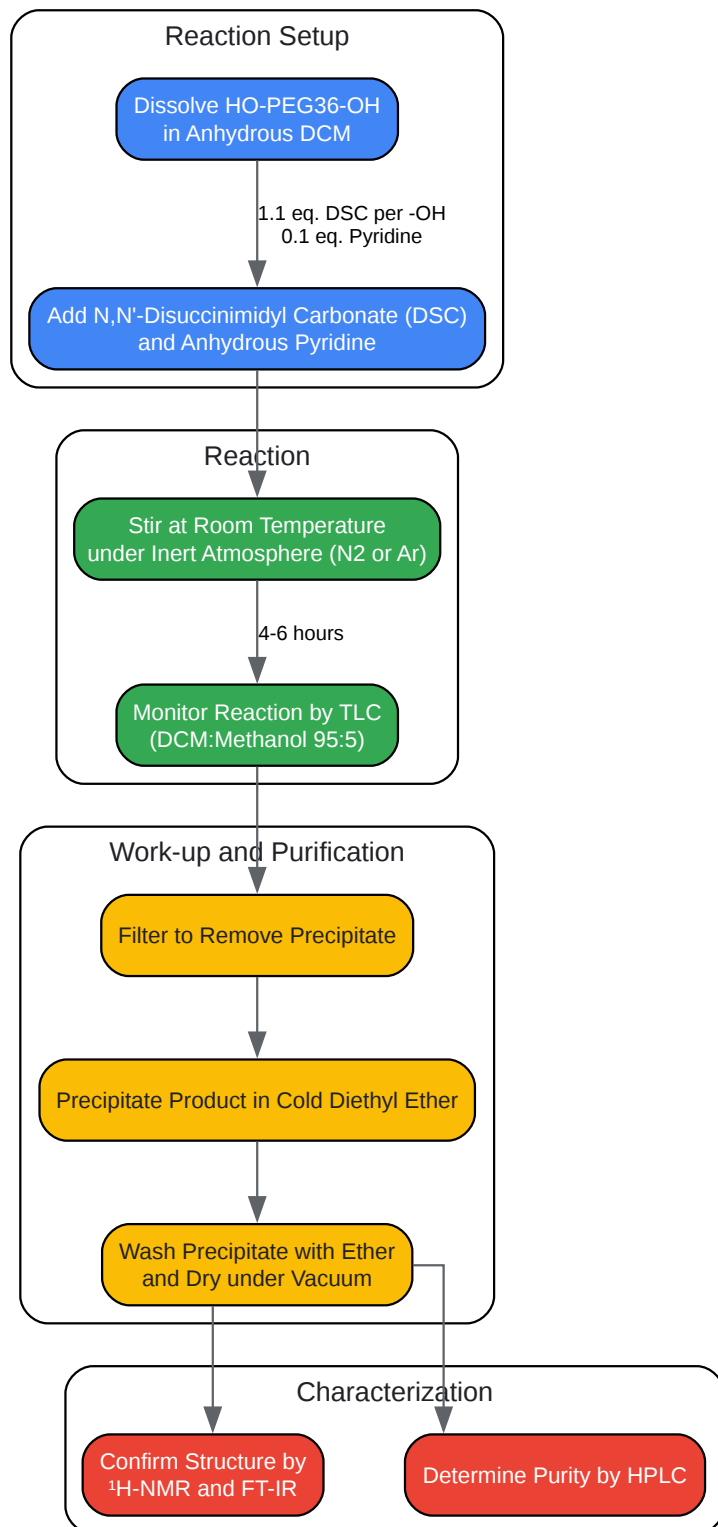 Reaction Setup
Dissolve HO-PEG36-OH
in Anhydrous DCM
1.1 eq. DSC per -OH
0.1 eq. Pyridine
Add N,N'-Disuccinimidyl Carbonate (DSC)
and Anhydrous Pyridine
Reaction
Stir at Room Temperature
under Inert Atmosphere (N2 or Ar)
4-6 hours
Monitor Reaction by TLC
(DCM:Methanol 95:5)
Work-up and Purification
Filter to Remove Precipitate
Precipitate Product in Cold Diethyl Ether
Wash Precipitate with Ether
and Dry under Vacuum
Characterization
Confirm Structure by
¹H-NMR and FT-IR
Determine Purity by HPLC